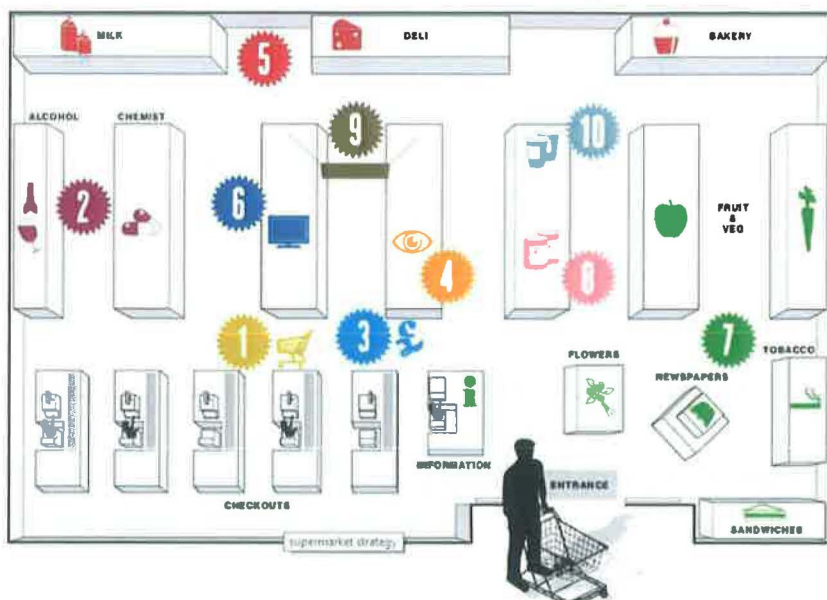 MILK
DELI
BAKERY
5
ALCOHOL
CHEMIST
9
10
2
6
FRUIT
&
VEG
4
8
1
3
£
7
FLOWERS
NEWSPAPERS
TOBACCO
i
INFORMATION
ENTRANCE
CHECKOUTS
SANDWICHES
supermarket strategy